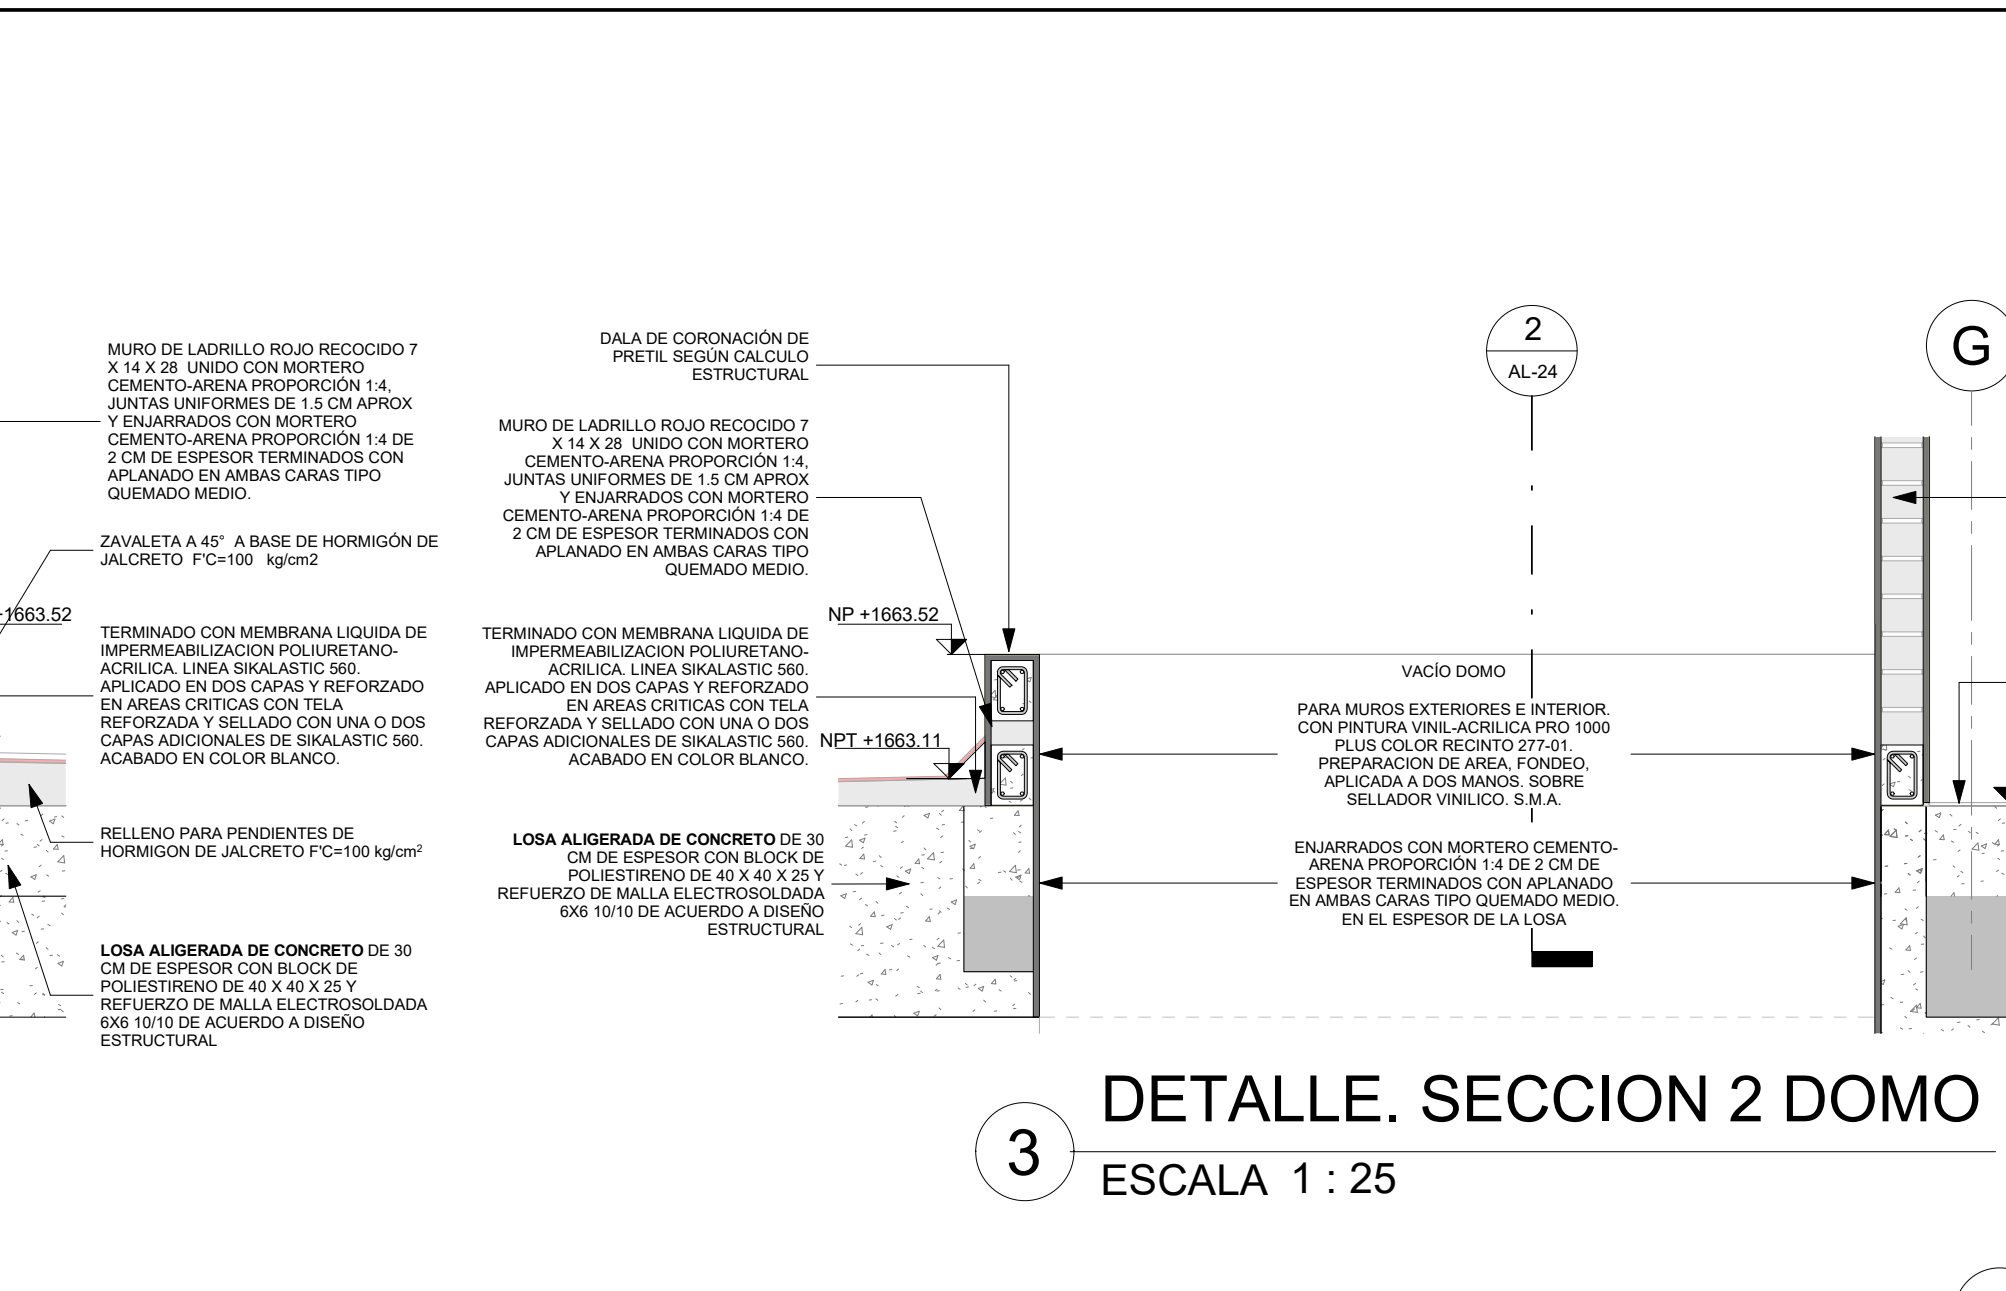 MURO DE LADRILLO ROJO RECOCIDO 7
X 14 X 28 UNIDO CON MORTERO
CEMENTO-ARENA PROPORCIÓN 1:4,
JUNTAS UNIFORMES DE 1.5 CM APROX
Y ENJARRADOS CON MORTERO
CEMENTO-ARENA PROPORCIÓN 1:4 DE
2 CM DE ESPESOR TERMINADOS CON
APLANADO EN AMBAS CARAS TIPO
QUEMADO MEDIO.
ZAVALETA A 45° A BASE DE HORMIGÓN DE
JALCRETO F'C=100 kg/cm2
+1663.52
TERMINADO CON MEMBRANA LIQUIDA DE
IMPERMEABILIZACION POLIURETANO-
ACRILICA. LINEA SIKALASTIC 560.
APLICADO EN DOS CAPAS Y REFORZADO
EN AREAS CRITICAS CON TELA
REFORZADA Y SELLADO CON UNA O DOS
CAPAS ADICIONALES DE SIKALASTIC 560.
ACABADO EN COLOR BLANCO.
RELLENO PARA PENDIENTES DE
HORMIGON DE JALCRETO F'C=100 kg/cm²
LOSA ALIGERADA DE CONCRETO DE 30
CM DE ESPESOR CON BLOCK DE
POLIESTIRENO DE 40 X 40 X 25 Y
REFUERZO DE MALLA ELECTROSOLDADA
6X6 10/10 DE ACUERDO A DISEÑO
ESTRUCTURAL
DALA DE CORONACIÓN DE
PRETIL SEGÚN CALCULO
ESTRUCTURAL
MURO DE LADRILLO ROJO RECOCIDO 7
X 14 X 28 UNIDO CON MORTERO
CEMENTO-ARENA PROPORCIÓN 1:4,
JUNTAS UNIFORMES DE 1.5 CM APROX
Y ENJARRADOS CON MORTERO
CEMENTO-ARENA PROPORCIÓN 1:4 DE
2 CM DE ESPESOR TERMINADOS CON
APLANADO EN AMBAS CARAS TIPO
QUEMADO MEDIO.
NP +1663.52
TERMINADO CON MEMBRANA LIQUIDA DE
IMPERMEABILIZACION POLIURETANO-
ACRILICA. LINEA SIKALASTIC 560.
APLICADO EN DOS CAPAS Y REFORZADO
EN AREAS CRITICAS CON TELA
REFORZADA Y SELLADO CON UNA O DOS
CAPAS ADICIONALES DE SIKALASTIC 560.
ACABADO EN COLOR BLANCO.
NPT +1663.11
LOSA ALIGERADA DE CONCRETO DE 30
CM DE ESPESOR CON BLOCK DE
POLIESTIRENO DE 40 X 40 X 25 Y
REFUERZO DE MALLA ELECTROSOLDADA
6X6 10/10 DE ACUERDO A DISEÑO
ESTRUCTURAL
2
AL-24
G
VACÍO DOMO
PARA MUROS EXTERIORES E INTERIOR.
CON PINTURA VINIL-ACRILICA PRO 1000
PLUS COLOR RECINTO 277-01.
PREPARACION DE AREA, FONDEO,
APLICADA A DOS MANOS. SOBRE
SELLADOR VINILICO. S.M.A.
ENJARRADOS CON MORTERO CEMENTO-
ARENA PROPORCIÓN 1:4 DE 2 CM DE
ESPESOR TERMINADOS CON APLANADO
EN AMBAS CARAS TIPO QUEMADO MEDIO.
EN EL ESPESOR DE LA LOSA
3
DETALLE. SECCION 2 DOMO
ESCALA 1 : 25